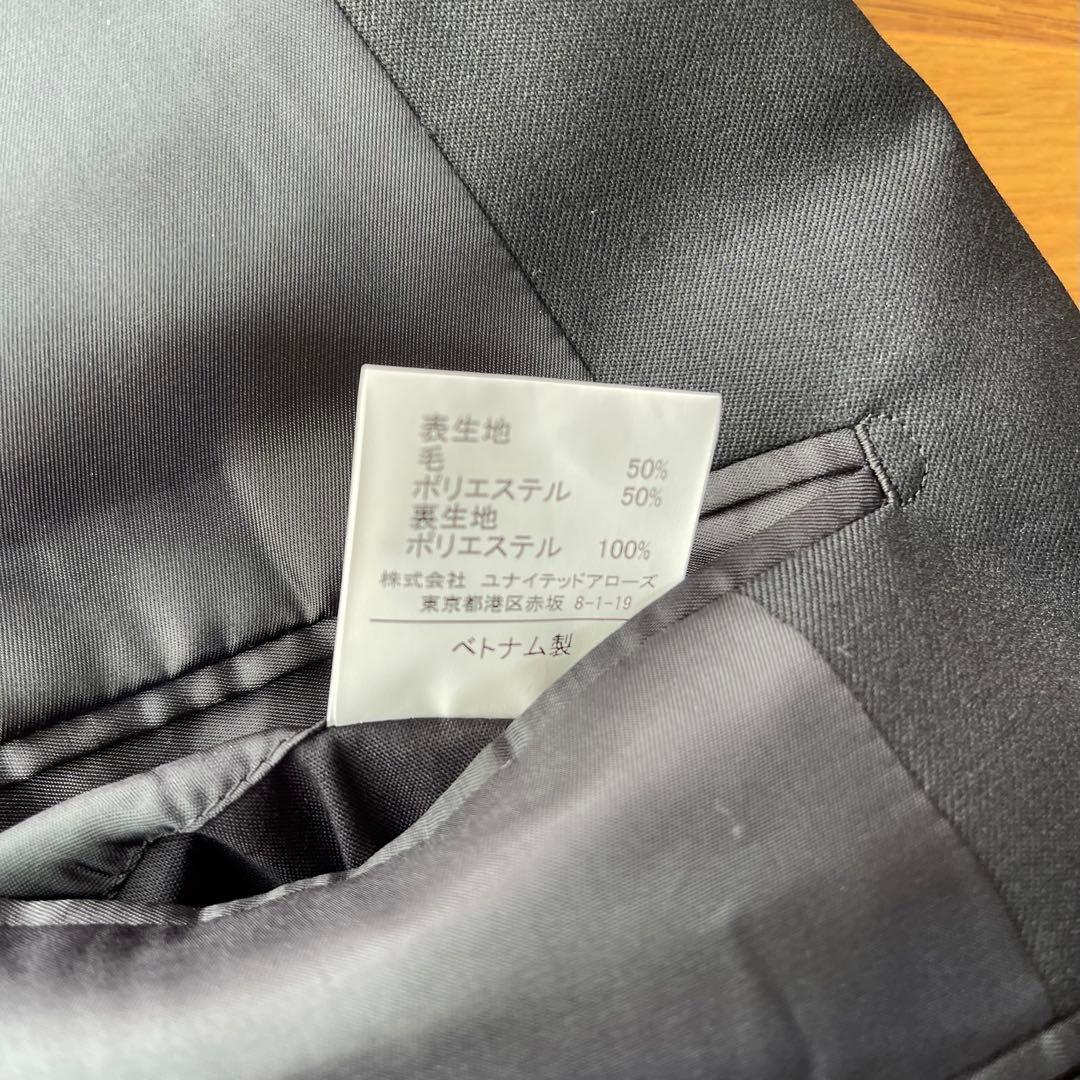 表生地
毛 50%
ポリエステル 50%
裏生地
ポリエステル 100%
株式会社 ユナイテッドアローズ
東京都港区赤坂 8-1-19
ベトナム製